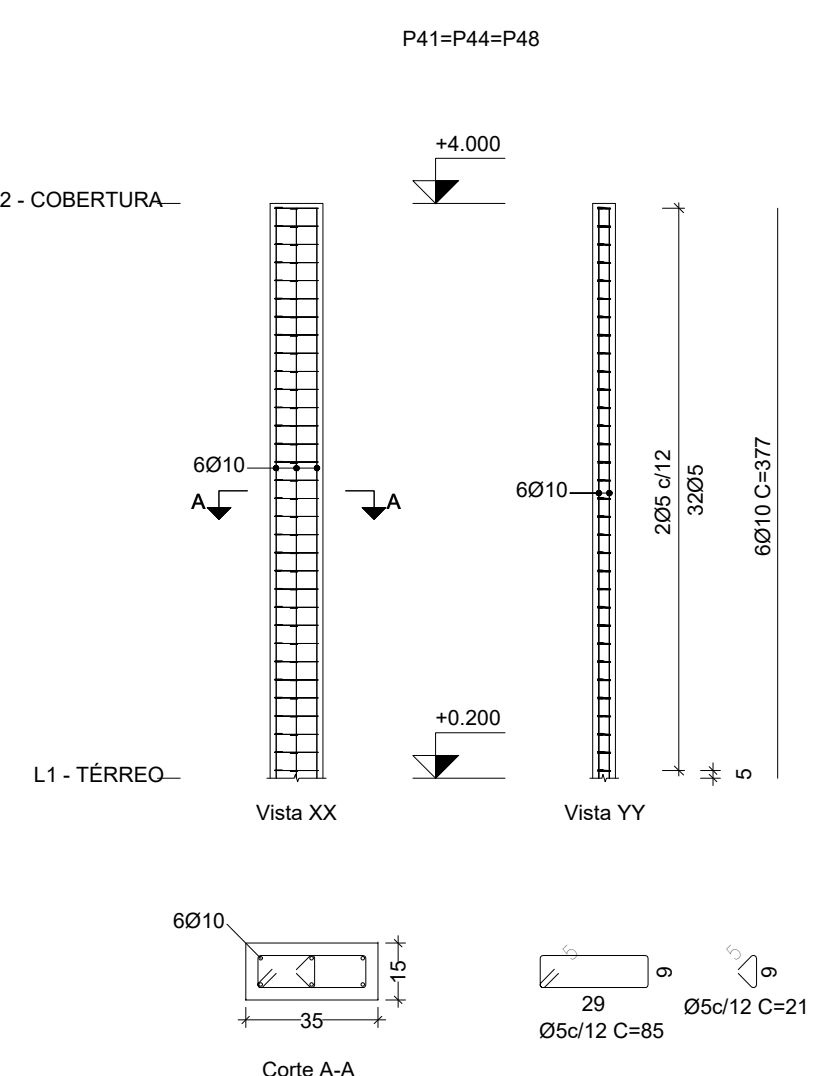 P41=P44=P48
+4.000
2 - COBERTURA
6Ø10
A
A
6Ø10
2Ø5 c/12
32Ø5
6Ø10 C=377
+0.200
L1 - TÉRREO
5
Vista XX
Vista YY
6Ø10
15
35
Corte A-A
5
9
29
Ø5c/12 C=85
5
9
Ø5c/12 C=21